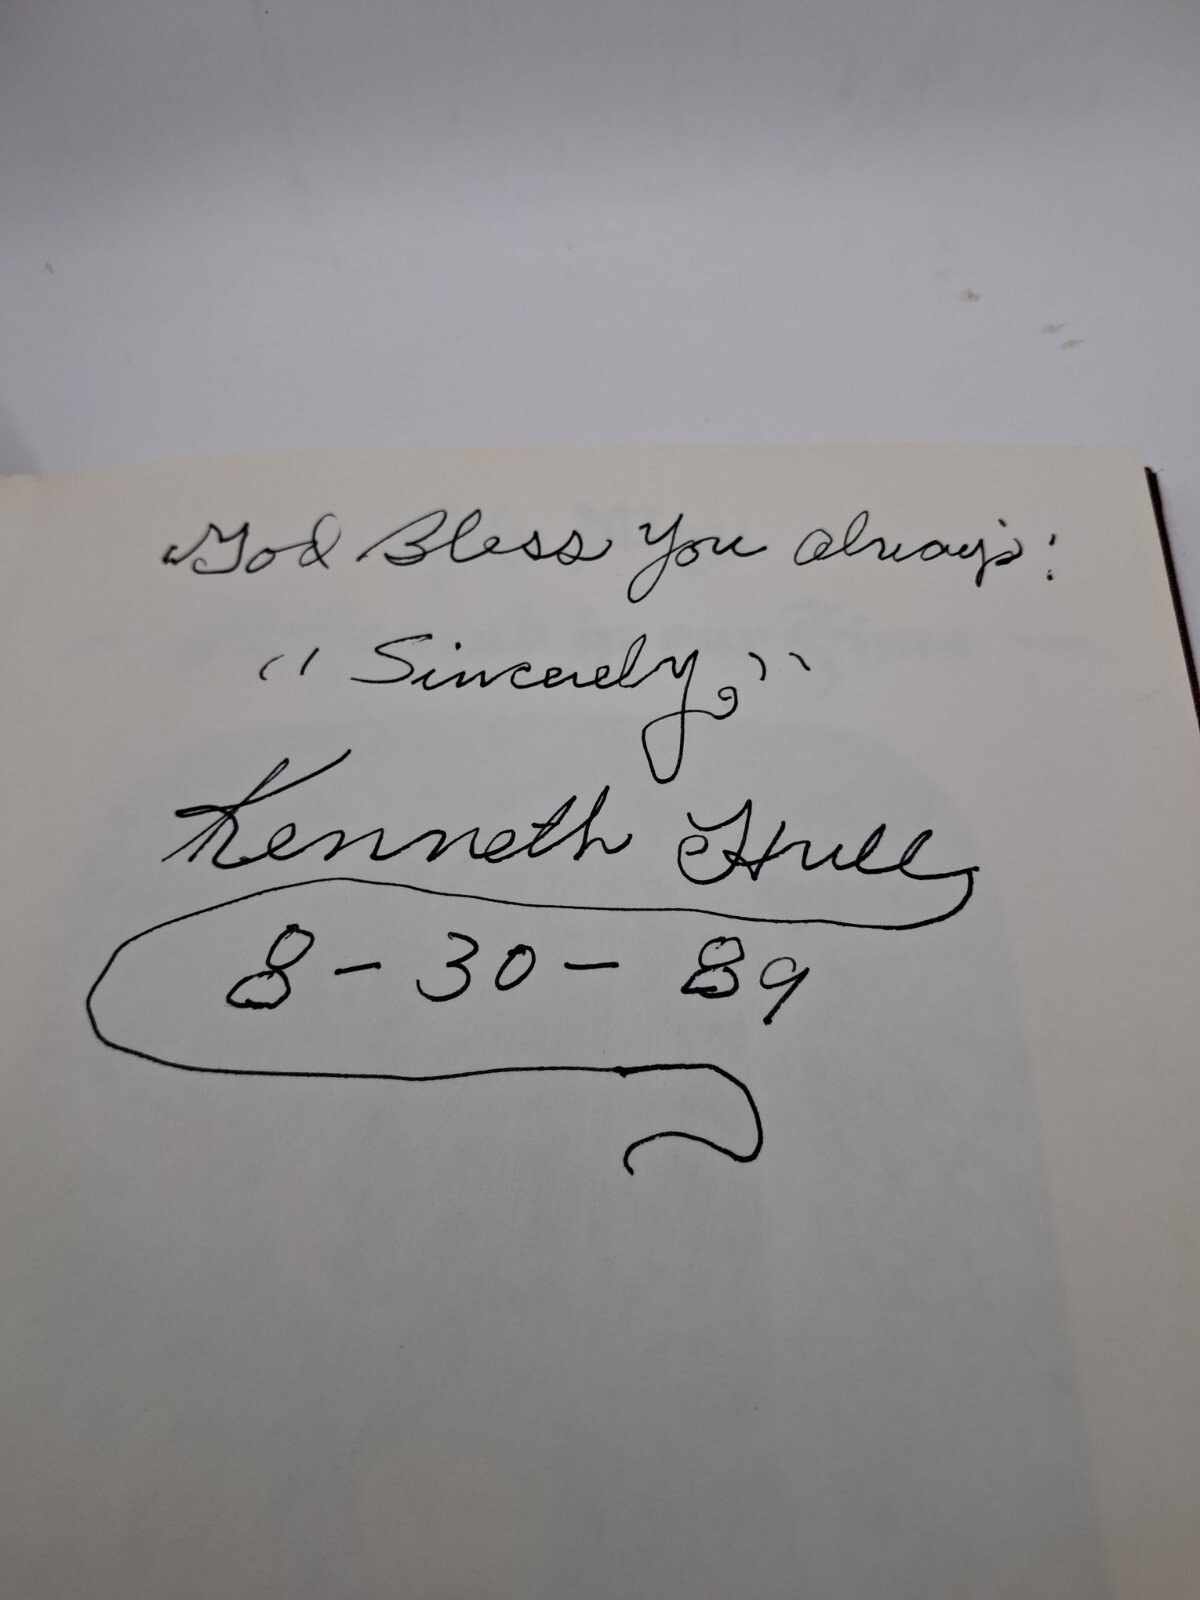 God Bless You always!
"Sincerely,"
Kenneth Hull
8-30-89